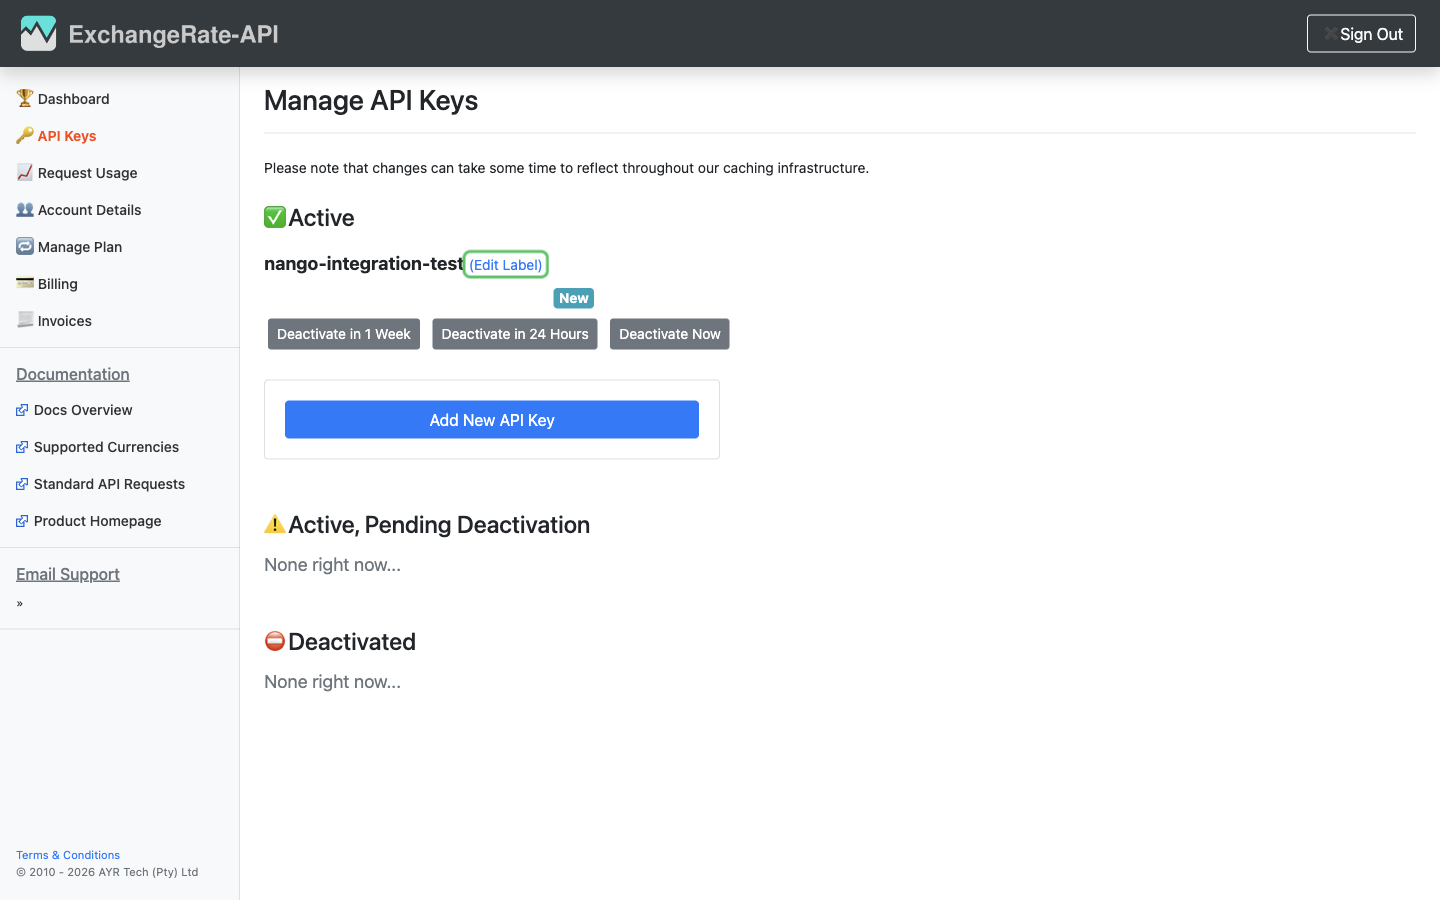 ExchangeRate-API
Sign Out
Dashboard
API Keys
Request Usage
Account Details
Manage Plan
Billing
Invoices
Documentation
Docs Overview
Supported Currencies
Standard API Requests
Product Homepage
Email Support
»
Terms & Conditions
© 2010 - 2026 AYR Tech (Pty) Ltd
Manage API Keys
Please note that changes can take some time to reflect throughout our caching infrastructure.
Active
nango-integration-test (Edit Label)
New
Deactivate in 1 Week Deactivate in 24 Hours Deactivate Now
Add New API Key
Active, Pending Deactivation
None right now...
Deactivated
None right now...